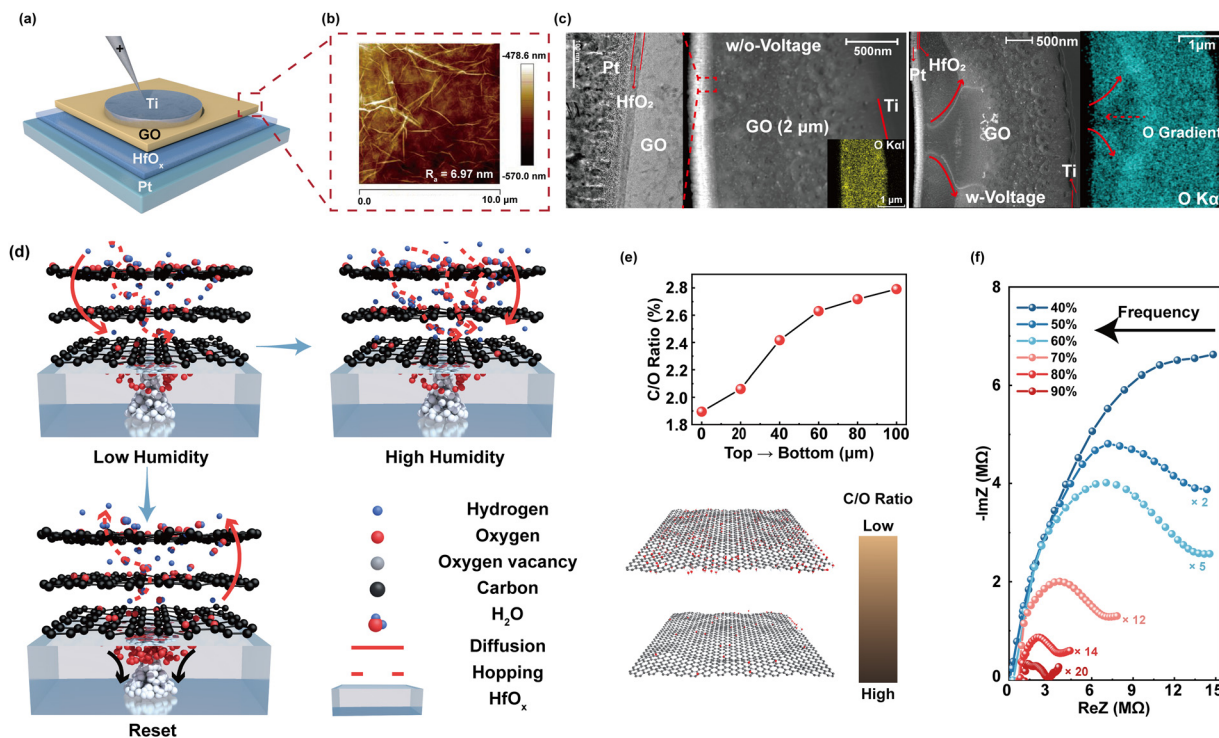 (a)
+
Ti
GO
HfOₓ
Pt
(b)
-478.6 nm
-570.0 nm
Rₐ = 6.97 nm
0.0
10.0 µm
(c)
Pt
HfO₂
GO
w/o-Voltage
500nm
GO (2 µm)
Ti
O Kα1
1 µm
500nm
Pt
HfO₂
GO
w-Voltage
Ti
1µm
O Gradient
O Kα
(d)
Low Humidity
High Humidity
Reset
Hydrogen
Oxygen
Oxygen vacancy
Carbon
H₂O
Diffusion
Hopping
HfOₓ
(e)
C/O Ratio (%)
2.8
2.6
2.4
2.2
2.0
1.8
0 20 40 60 80 100
Top → Bottom (µm)
C/O Ratio
Low
High
(f)
-ImZ (MΩ)
-8
6
4
2
0
40%
50%
60%
70%
80%
90%
Frequency
× 2
× 5
× 12
× 14
× 20
0 3 6 9 12 15
ReZ (MΩ)